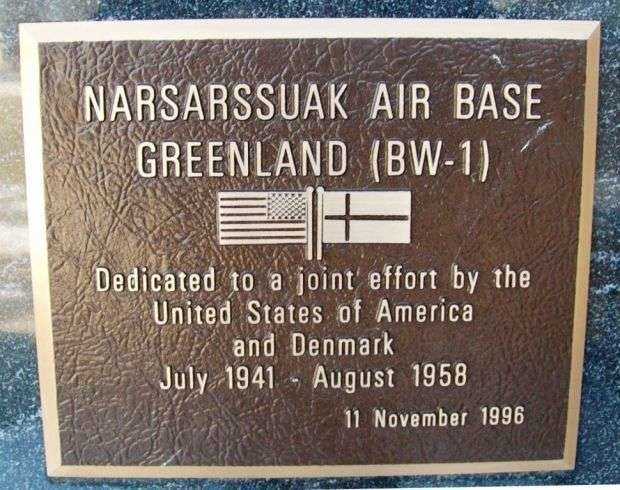 NARSARSSUAK AIR BASE
GREENLAND (BW-1)
Dedicated to a joint effort by the
United States of America
and Denmark
July 1941 - August 1958
11 November 1996